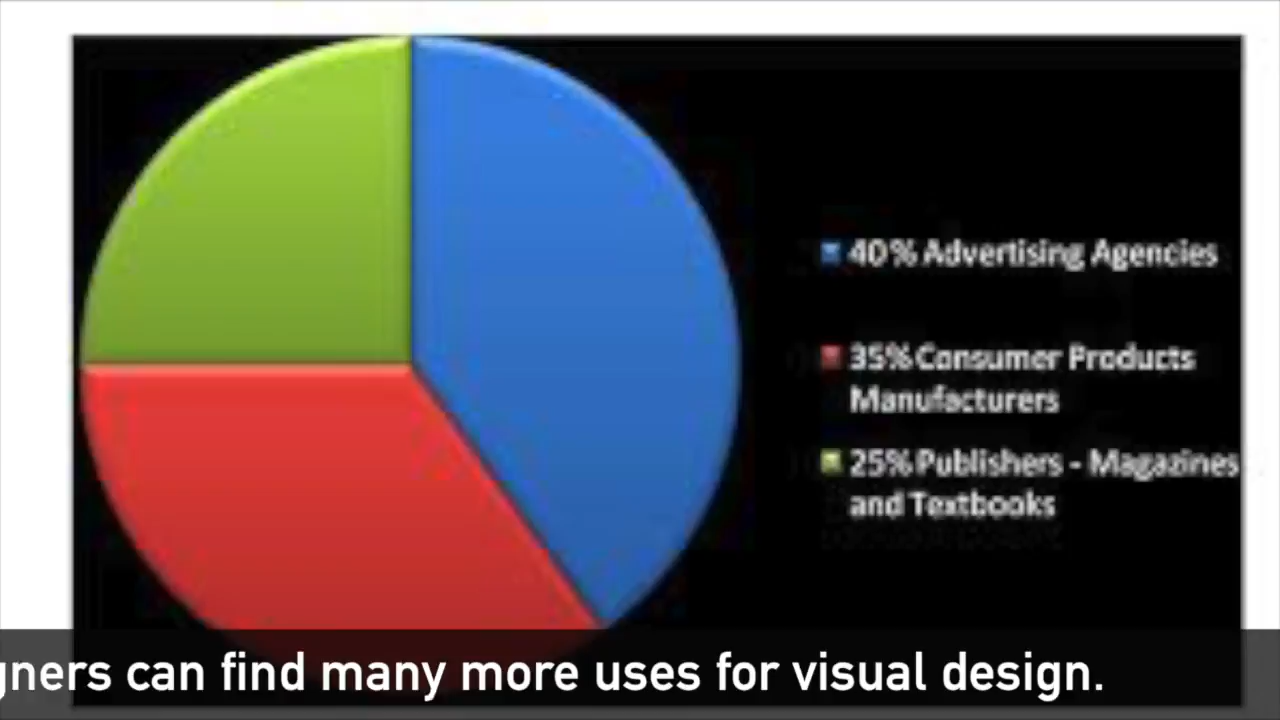 40% Advertising Agencies
35% Consumer Products
Manufacturers
25% Publishers - Magazines
and Textbooks
can find many more uses for visual design.